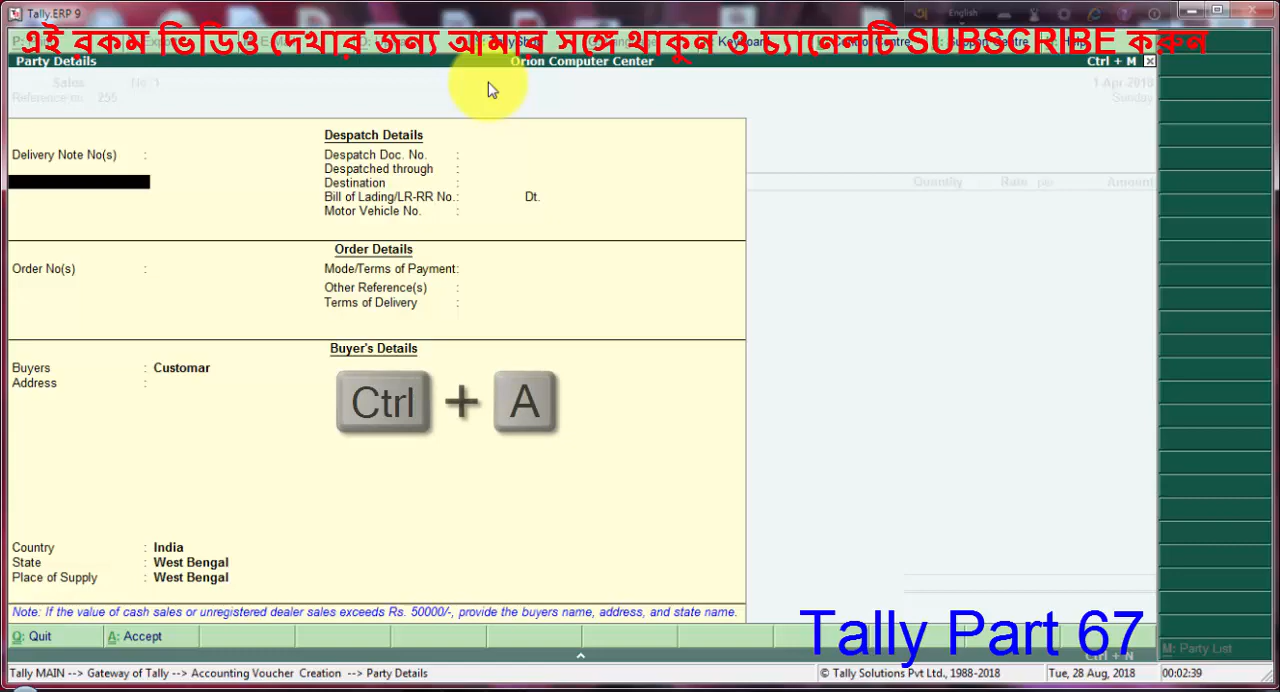 Tally.ERP 9
English
এই রকম ভিডিও দেখার জন্য আমার সঙ্গে থাকুন ও চ্যানেলটি SUBSCRIBE করুন
Party Details
Orion Computer Center
Ctrl + M
Sales No 1
1 Apr 2018
Reference no. 255
Sunday
Despatch Details
Delivery Note No(s) :
Despatch Doc. No. :
Despatched through :
Destination :
Bill of Lading/LR-RR No.: Dt.
Motor Vehicle No. :
Quantity Rate per Amount
Order Details
Order No(s) :
Mode/Terms of Payment:
Other Reference(s) :
Terms of Delivery :
Buyer's Details
Buyers : Customar
Address :
Ctrl + A
Country : India
State : West Bengal
Place of Supply : West Bengal
Note: If the value of cash sales or unregistered dealer sales exceeds Rs. 50000/-, provide the buyers name, address, and state name.
Tally Part 67
Q: Quit
A: Accept
M: Party List
Ctrl + N
Tally MAIN --> Gateway of Tally --> Accounting Voucher Creation --> Party Details
© Tally Solutions Pvt Ltd., 1988-2018
Tue, 28 Aug, 2018
00:02:39